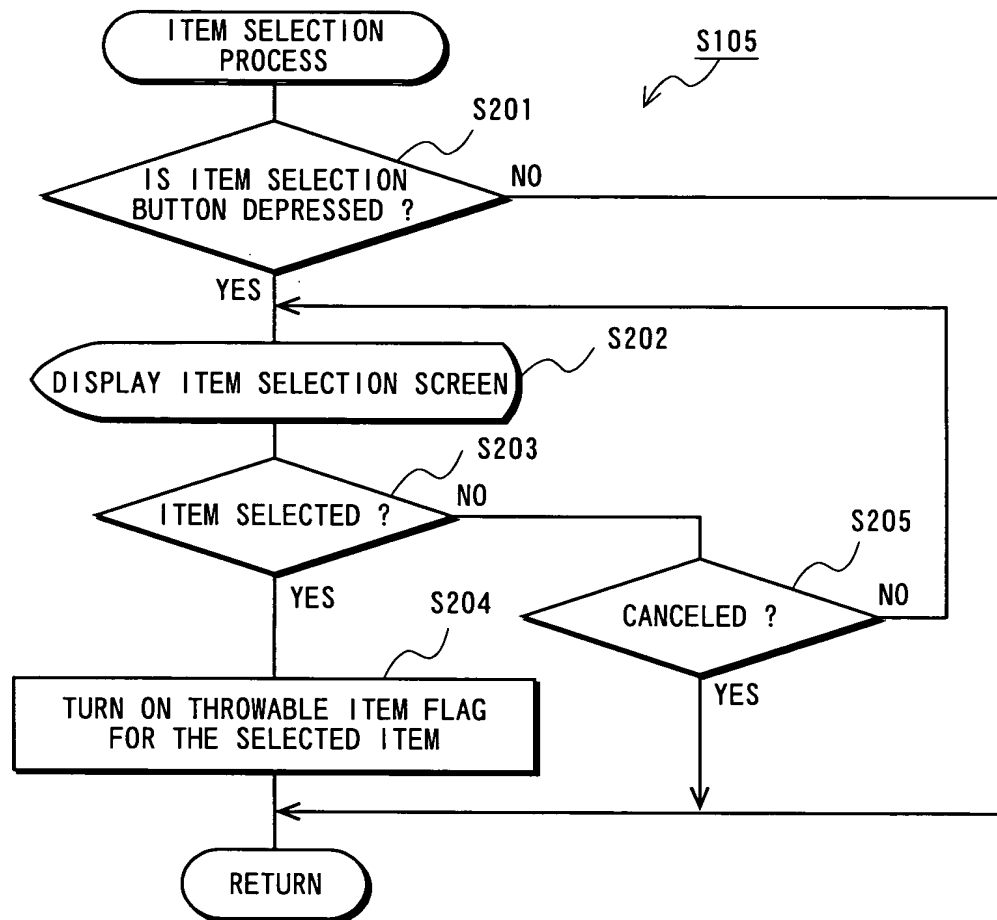 ITEM SELECTION
PROCESS
S105
S201
IS ITEM SELECTION
BUTTON DEPRESSED ?
NO
YES
S202
DISPLAY ITEM SELECTION SCREEN
S203
ITEM SELECTED ?
NO
S205
YES
CANCELED ?
NO
S204
YES
TURN ON THROWABLE ITEM FLAG
FOR THE SELECTED ITEM
RETURN